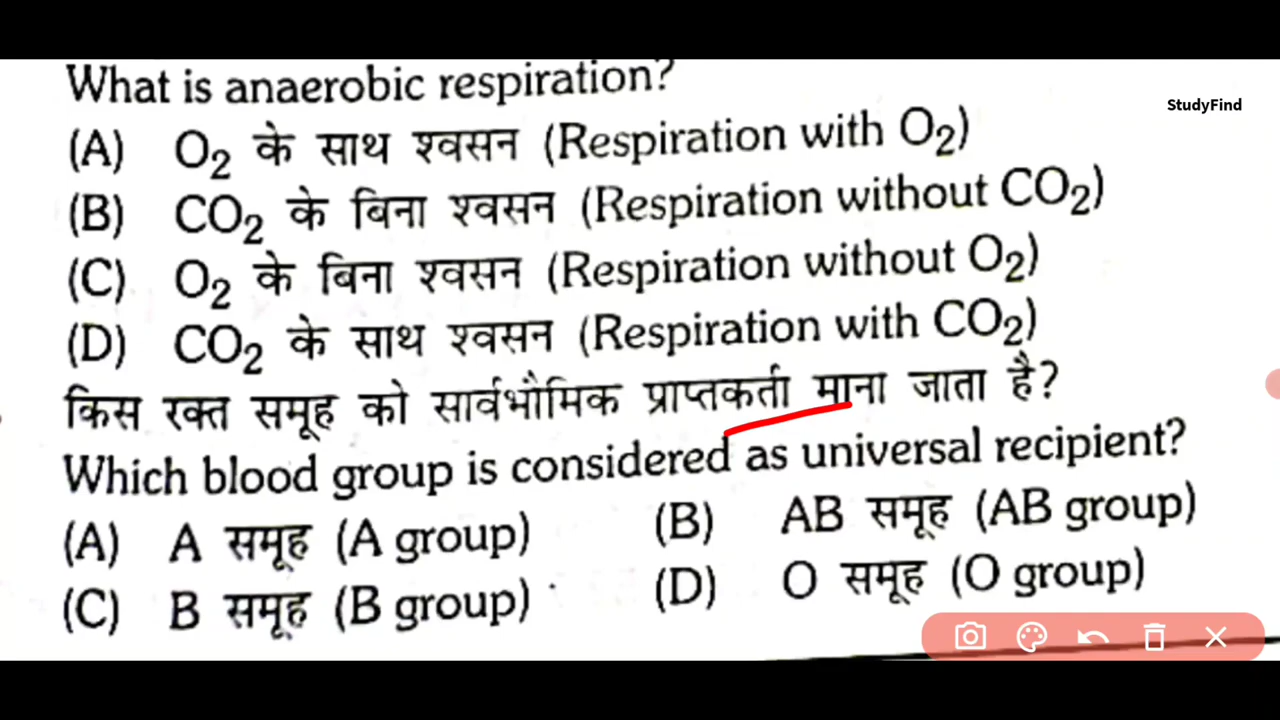 What is anaerobic respiration?
StudyFind
(A) O₂ के साथ श्वसन (Respiration with O₂)
(B) CO₂ के बिना श्वसन (Respiration without CO₂)
(C) O₂ के बिना श्वसन (Respiration without O₂)
(D) CO₂ के साथ श्वसन (Respiration with CO₂)
किस रक्त समूह को सार्वभौमिक प्राप्तकर्ता माना जाता है?
Which blood group is considered as universal recipient?
(A) A समूह (A group) (B) AB समूह (AB group)
(C) B समूह (B group) (D) O समूह (O group)